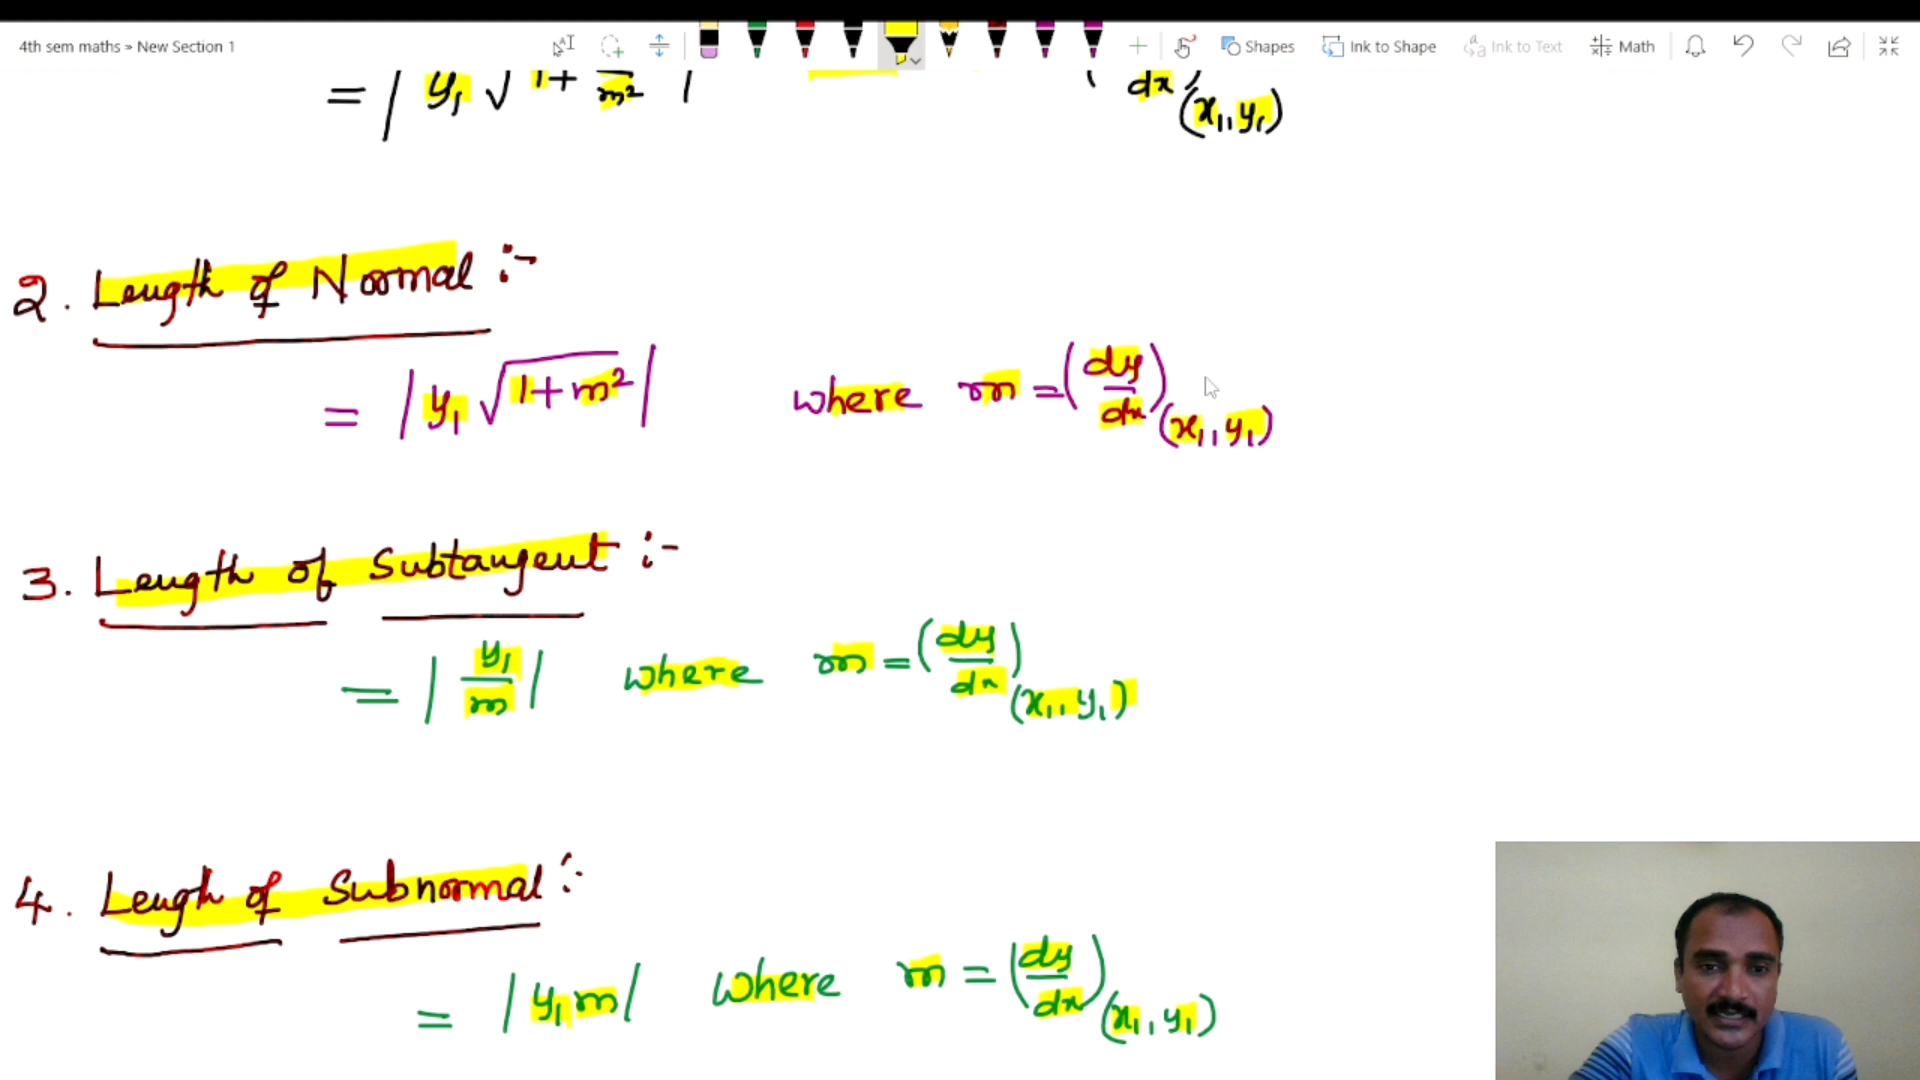 4th sem maths » New Section 1
Shapes Ink to Shape Ink to Text Math
= | y₁ √1 + m² | dx (x₁, y₁)
2. Length of Normal :-
= | y₁ √1+m² | where m = (dy/dx)(x₁, y₁)
3. Length of Subtangent :-
= | y₁/m | where m = (dy/dx)(x₁, y₁)
4. Lengh of Subnormal :-
= | y₁ m | where m = (dy/dx)(x₁, y₁)